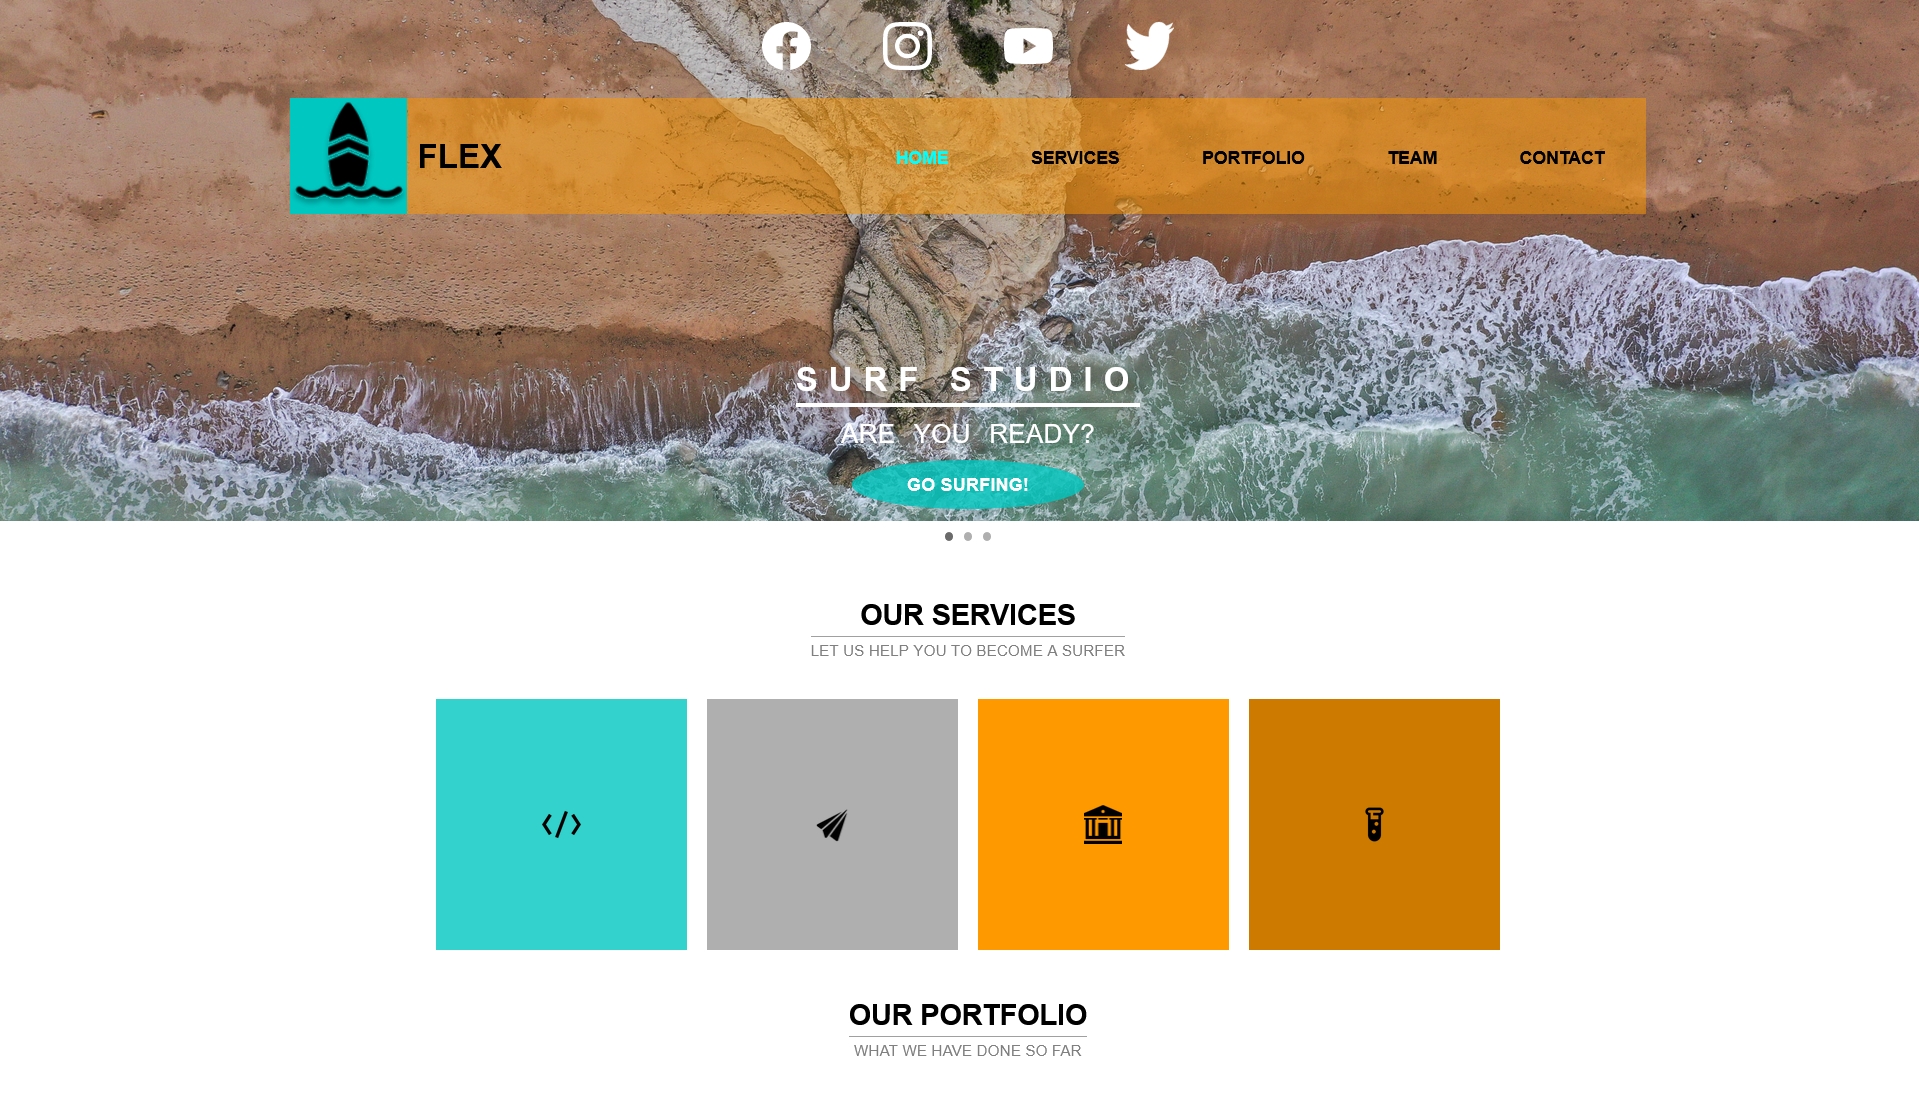 FLEX
HOME SERVICES PORTFOLIO TEAM CONTACT
SURF STUDIO
ARE YOU READY?
GO SURFING!
OUR SERVICES
LET US HELP YOU TO BECOME A SURFER
OUR PORTFOLIO
WHAT WE HAVE DONE SO FAR